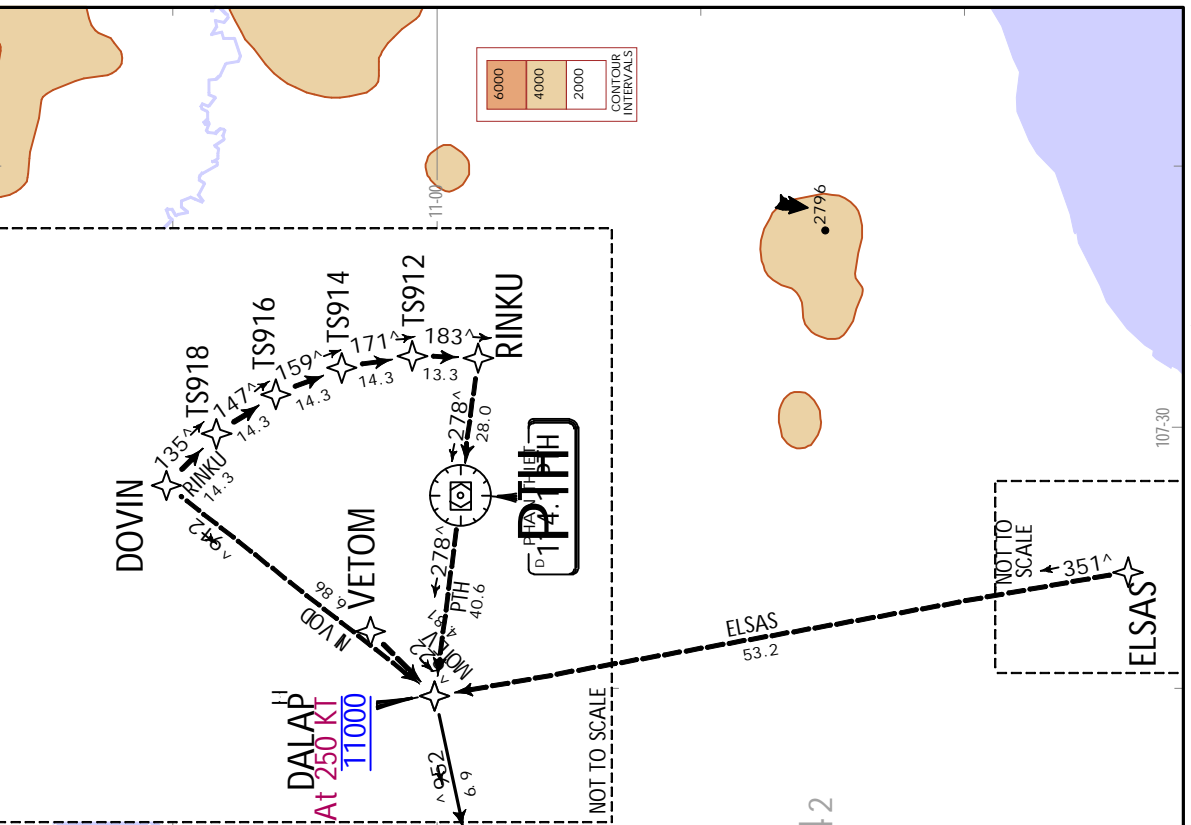 6000
4000
2000
CONTOUR
INTERVALS
11-00
2796
TS912
TS914
TS916
TS918
RINKU
183^
171^
159^
147^
135^
13.3
14.3
14.3
14.3
14.3
RINKU
DOVIN
278^
28.0
PTH
D
PHAN THIET
278^
PTH
40.6
VETOM
DALAP
H
At 250 KT
11000
6.9
NOT TO SCALE
ELSAS
53.2
107-30
NOT TO
SCALE
351^
ELSAS